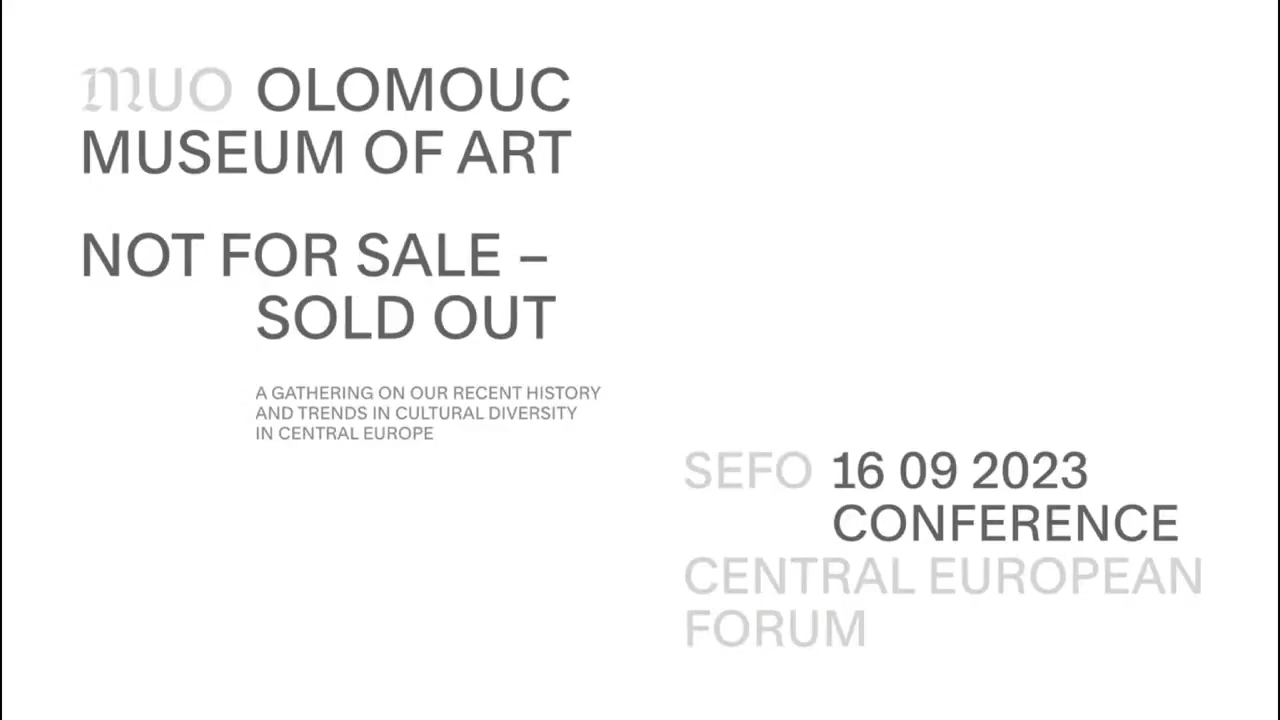 MUO OLOMOUC
MUSEUM OF ART
NOT FOR SALE –
SOLD OUT
A GATHERING ON OUR RECENT HISTORY
AND TRENDS IN CULTURAL DIVERSITY
IN CENTRAL EUROPE
SEFO 16 09 2023
CONFERENCE
CENTRAL EUROPEAN
FORUM